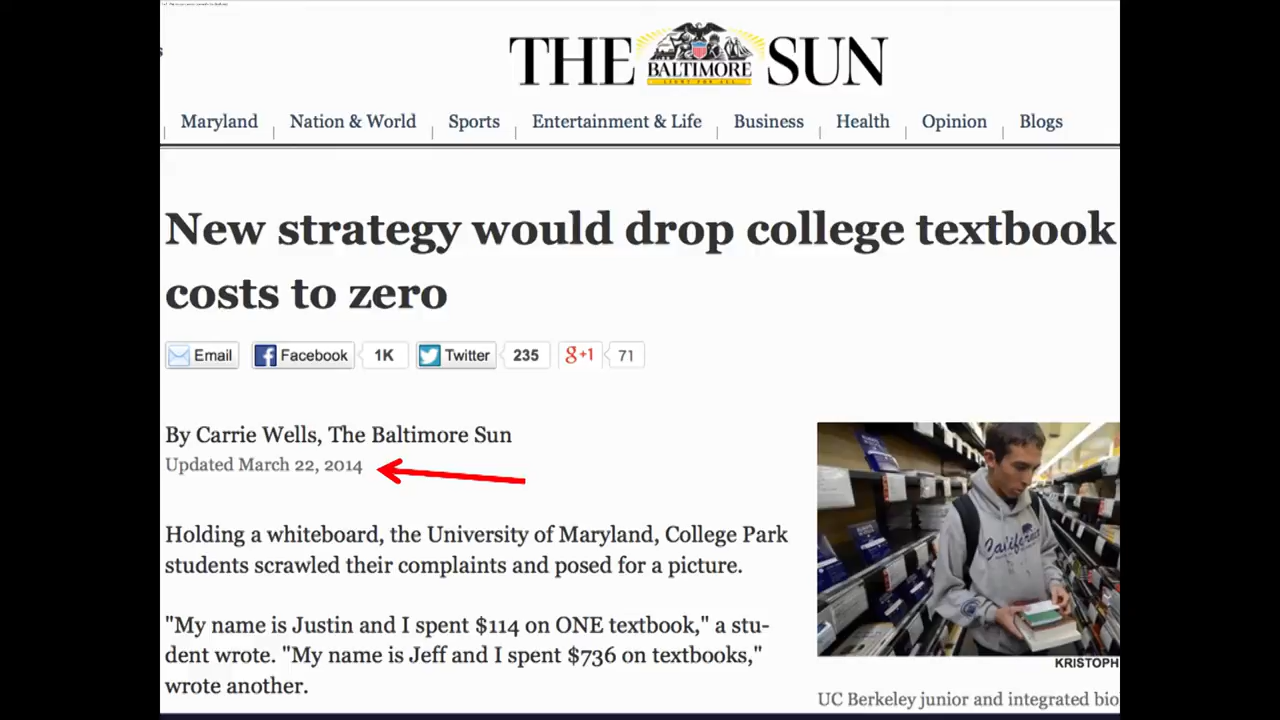 THE BALTIMORE SUN
LIGHT FOR ALL
Maryland Nation & World Sports Entertainment & Life Business Health Opinion Blogs
New strategy would drop college textbook
costs to zero
Email Facebook 1K Twitter 235 g+1 71
By Carrie Wells, The Baltimore Sun
Updated March 22, 2014
Holding a whiteboard, the University of Maryland, College Park
students scrawled their complaints and posed for a picture.
"My name is Justin and I spent $114 on ONE textbook," a stu-
dent wrote. "My name is Jeff and I spent $736 on textbooks,"
wrote another.
California
KRISTOPH
UC Berkeley junior and integrated bio